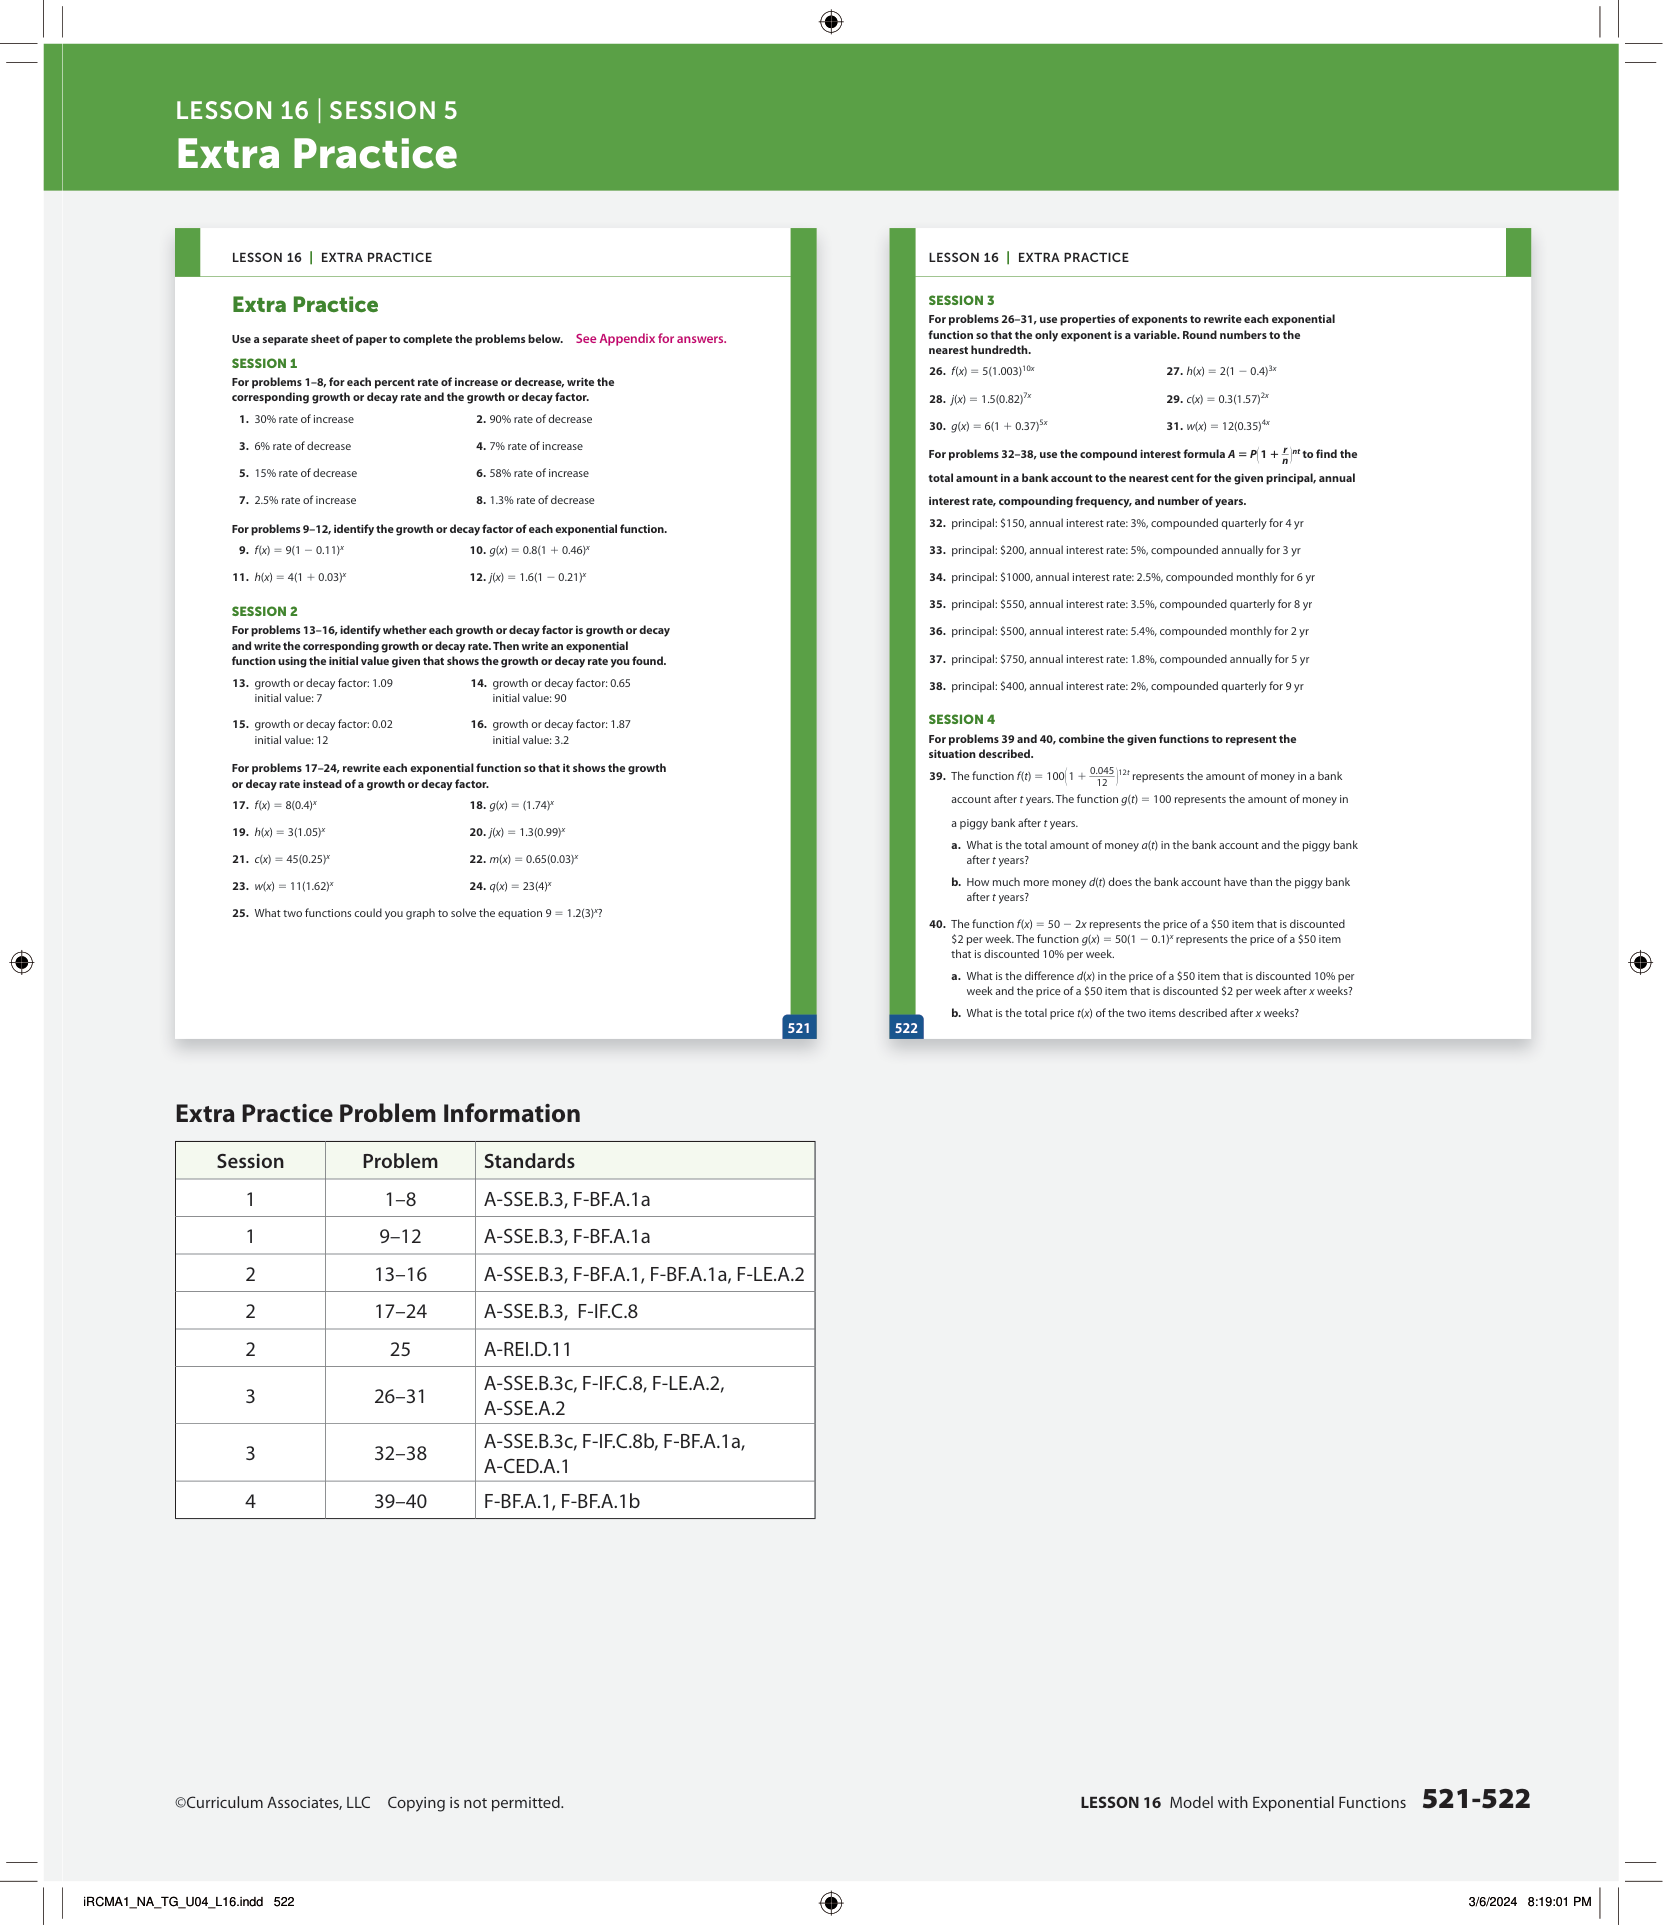 LESSON 16 | SESSION 5
Extra Practice
LESSON 16 | EXTRA PRACTICE
Extra Practice
Use a separate sheet of paper to complete the problems below. See Appendix for answers.
SESSION 1
For problems 1–8, for each percent rate of increase or decrease, write the
corresponding growth or decay rate and the growth or decay factor.
1. 30% rate of increase 2. 90% rate of decrease
3. 6% rate of decrease 4. 7% rate of increase
5. 15% rate of decrease 6. 58% rate of increase
7. 2.5% rate of increase 8. 1.3% rate of decrease
For problems 9–12, identify the growth or decay factor of each exponential function.
9. f(x) = 9(1 − 0.11)^x 10. g(x) = 0.8(1 + 0.46)^x
11. h(x) = 4(1 + 0.03)^x 12. j(x) = 1.6(1 − 0.21)^x
SESSION 2
For problems 13–16, identify whether each growth or decay factor is growth or decay
and write the corresponding growth or decay rate. Then write an exponential
function using the initial value given that shows the growth or decay rate you found.
13. growth or decay factor: 1.09 14. growth or decay factor: 0.65
initial value: 7 initial value: 90
15. growth or decay factor: 0.02 16. growth or decay factor: 1.87
initial value: 12 initial value: 3.2
For problems 17–24, rewrite each exponential function so that it shows the growth
or decay rate instead of a growth or decay factor.
17. f(x) = 8(0.4)^x 18. g(x) = (1.74)^x
19. h(x) = 3(1.05)^x 20. j(x) = 1.3(0.99)^x
21. c(x) = 45(0.25)^x 22. m(x) = 0.65(0.03)^x
23. w(x) = 11(1.62)^x 24. q(x) = 23(4)^x
25. What two functions could you graph to solve the equation 9 = 1.2(3)^x?
521
LESSON 16 | EXTRA PRACTICE
SESSION 3
For problems 26–31, use properties of exponents to rewrite each exponential
function so that the only exponent is a variable. Round numbers to the
nearest hundredth.
26. f(x) = 5(1.003)^10x 27. h(x) = 2(1 − 0.4)^3x
28. j(x) = 1.5(0.82)^7x 29. c(x) = 0.3(1.57)^2x
30. g(x) = 6(1 + 0.37)^5x 31. w(x) = 12(0.35)^4x
For problems 32–38, use the compound interest formula A = P(1 + r/n)^nt to find the
total amount in a bank account to the nearest cent for the given principal, annual
interest rate, compounding frequency, and number of years.
32. principal: $150, annual interest rate: 3%, compounded quarterly for 4 yr
33. principal: $200, annual interest rate: 5%, compounded annually for 3 yr
34. principal: $1000, annual interest rate: 2.5%, compounded monthly for 6 yr
35. principal: $550, annual interest rate: 3.5%, compounded quarterly for 8 yr
36. principal: $500, annual interest rate: 5.4%, compounded monthly for 2 yr
37. principal: $750, annual interest rate: 1.8%, compounded annually for 5 yr
38. principal: $400, annual interest rate: 2%, compounded quarterly for 9 yr
SESSION 4
For problems 39 and 40, combine the given functions to represent the
situation described.
39. The function f(t) = 100(1 + 0.045/12)^12t represents the amount of money in a bank
account after t years. The function g(t) = 100 represents the amount of money in
a piggy bank after t years.
a. What is the total amount of money a(t) in the bank account and the piggy bank
after t years?
b. How much more money d(t) does the bank account have than the piggy bank
after t years?
40. The function f(x) = 50 − 2x represents the price of a $50 item that is discounted
$2 per week. The function g(x) = 50(1 − 0.1)^x represents the price of a $50 item
that is discounted 10% per week.
a. What is the difference d(x) in the price of a $50 item that is discounted 10% per
week and the price of a $50 item that is discounted $2 per week after x weeks?
b. What is the total price t(x) of the two items described after x weeks?
522
Extra Practice Problem Information
Session Problem Standards
1 1–8 A-SSE.B.3, F-BF.A.1a
1 9–12 A-SSE.B.3, F-BF.A.1a
2 13–16 A-SSE.B.3, F-BF.A.1, F-BF.A.1a, F-LE.A.2
2 17–24 A-SSE.B.3, F-IF.C.8
2 25 A-REI.D.11
3 26–31 A-SSE.B.3c, F-IF.C.8, F-LE.A.2,
A-SSE.A.2
3 32–38 A-SSE.B.3c, F-IF.C.8b, F-BF.A.1a,
A-CED.A.1
4 39–40 F-BF.A.1, F-BF.A.1b
©Curriculum Associates, LLC Copying is not permitted.
LESSON 16 Model with Exponential Functions 521-522
iRCMA1_NA_TG_U04_L16.indd 522
3/6/2024 8:19:01 PM